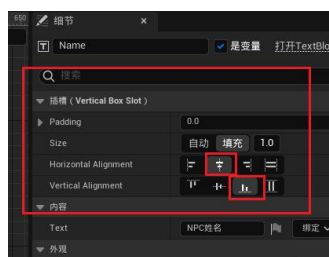 650 细节 ×
Name 是变量 打开TextBlo
搜索
插槽 ( Vertical Box Slot )
Padding 0.0
Size 自动 填充 1.0
Horizontal Alignment
Vertical Alignment
内容
Text NPC姓名 绑定
外观